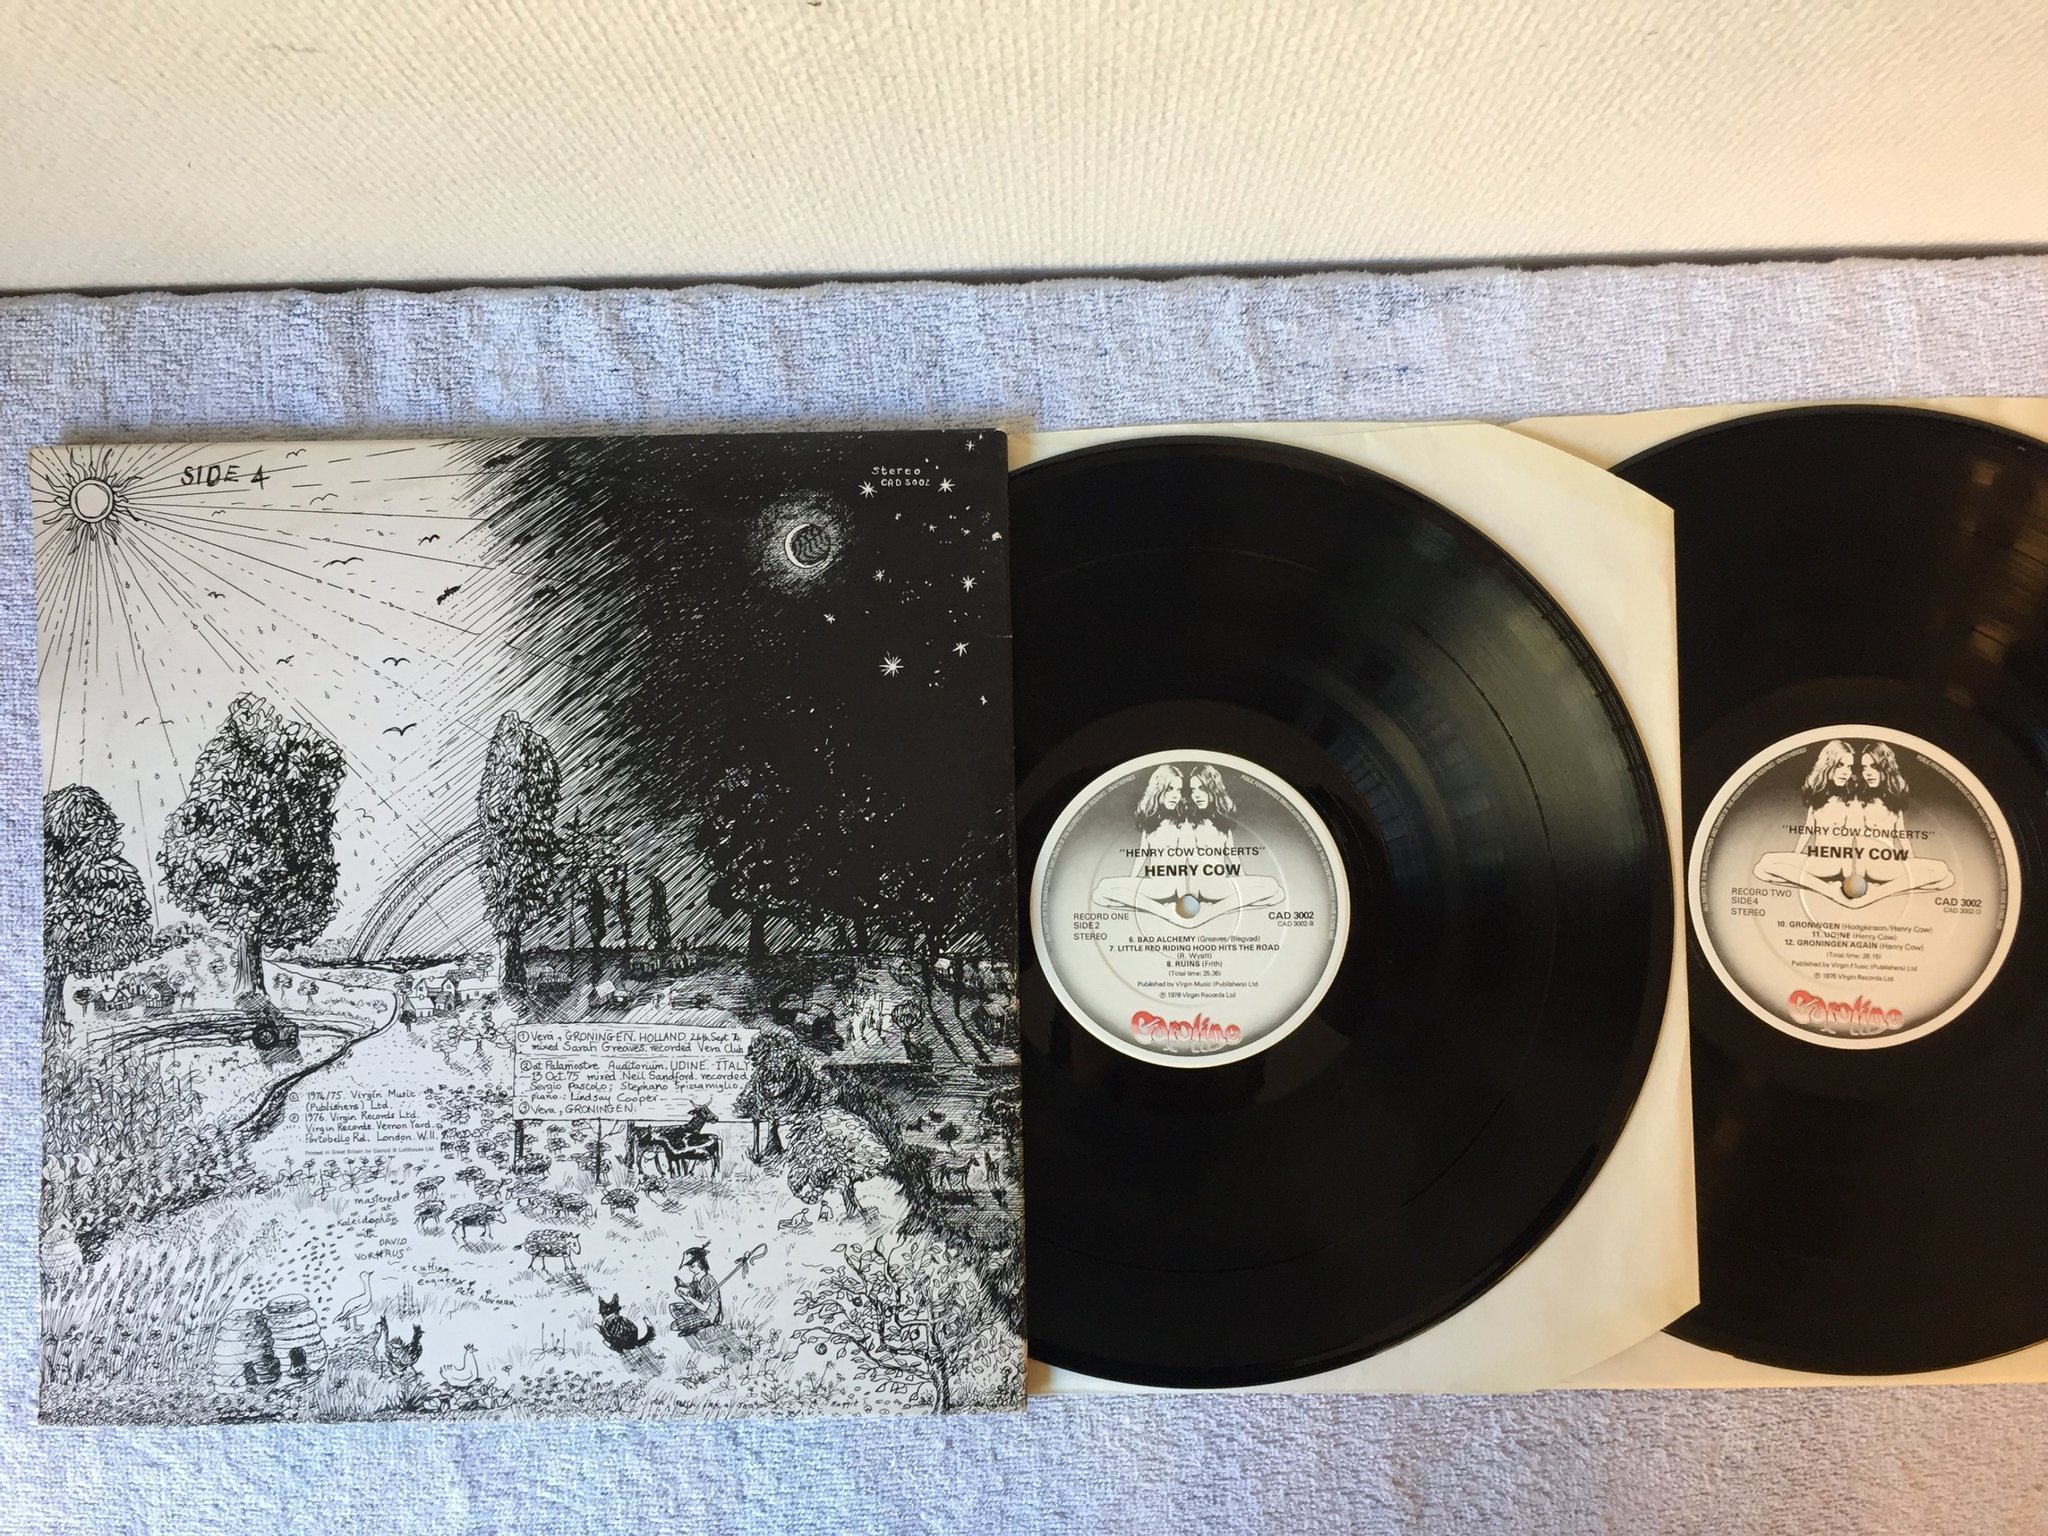 SIDE 4
Stereo
CAD 3002
① Vera, GRONINGEN. HOLLAND 26th Sept 74
mixed Sarah Greaves. recorded Vera Club
② at Palamostre Auditorium, UDINE. ITALY
13 Oct. 75 mixed Neil Sandford. recorded
Sergio Pascolo; Stephano Spizzamiglio.
piano: Lindsay Cooper
③ Vera, GRONINGEN.
© 1974/75. Virgin Music
(Publishers) Ltd.
℗ 1976. Virgin Records Ltd.
Virgin Records. Vernon Yard.
Portobello Rd. London. W.11.
Printed in Great Britain by Garrod & Lofthouse Ltd.
mastered
at
Kaleidophon
with
DAVID
VORHAUS
cutting
engineer
Pete Norman
"HENRY COW CONCERTS"
HENRY COW
RECORD ONE
SIDE 2
STEREO
CAD 3002
CAD 3002-B
6. BAD ALCHEMY (Greaves/Blegvad)
7. LITTLE RED RIDING HOOD HITS THE ROAD
(R. Wyatt)
8. RUINS (Frith)
(Total time: 25.36)
Published by Virgin Music (Publishers) Ltd
℗ 1976 Virgin Records Ltd
Caroline
"HENRY COW CONCERTS"
HENRY COW
RECORD TWO
SIDE 4
STEREO
CAD 3002
CAD 3002-D
10. GRONINGEN (Hodgkinson/Henry Cow)
11. UDINE (Henry Cow)
12. GRONINGEN AGAIN (Henry Cow)
(Total time: 26.15)
Published by Virgin Music (Publishers) Ltd
℗ 1976 Virgin Records Ltd
Caroline